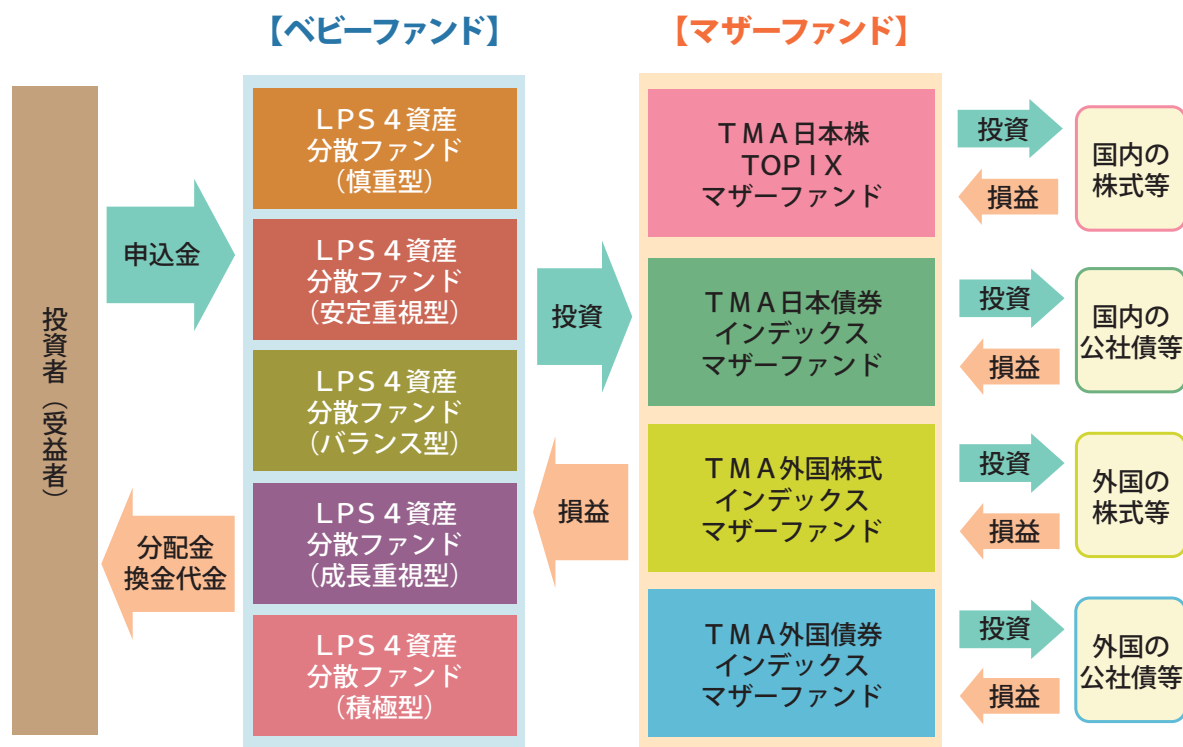 【ベビーファンド】
【マザーファンド】
投資者（受益者）
申込金
分配金
換金代金
ＬＰＳ４資産
分散ファンド
（慎重型）
ＬＰＳ４資産
分散ファンド
（安定重視型）
ＬＰＳ４資産
分散ファンド
（バランス型）
ＬＰＳ４資産
分散ファンド
（成長重視型）
ＬＰＳ４資産
分散ファンド
（積極型）
投資
損益
ＴＭＡ日本株
TOPIX
マザーファンド
ＴＭＡ日本債券
インデックス
マザーファンド
ＴＭＡ外国株式
インデックス
マザーファンド
ＴＭＡ外国債券
インデックス
マザーファンド
投資
損益
国内の
株式等
投資
損益
国内の
公社債等
投資
損益
外国の
株式等
投資
損益
外国の
公社債等